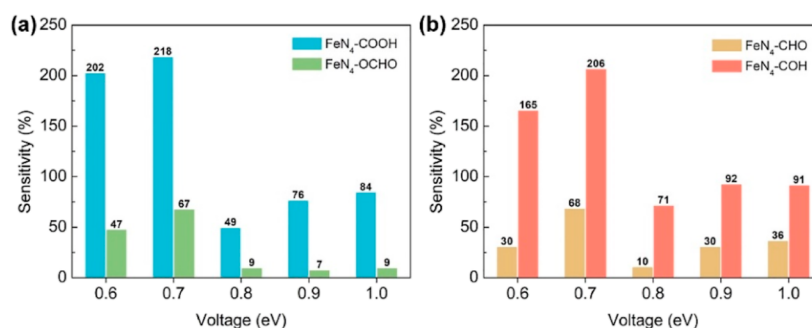 (a)
FeN4-COOH
FeN4-OCHO
Sensitivity (%)
250
200
150
100
50
0
202
47
218
67
49
9
76
7
84
9
0.6 0.7 0.8 0.9 1.0
Voltage (eV)
(b)
FeN4-CHO
FeN4-COH
Sensitivity (%)
250
200
150
100
50
0
30
165
68
206
10
71
30
92
36
91
0.6 0.7 0.8 0.9 1.0
Voltage (eV)